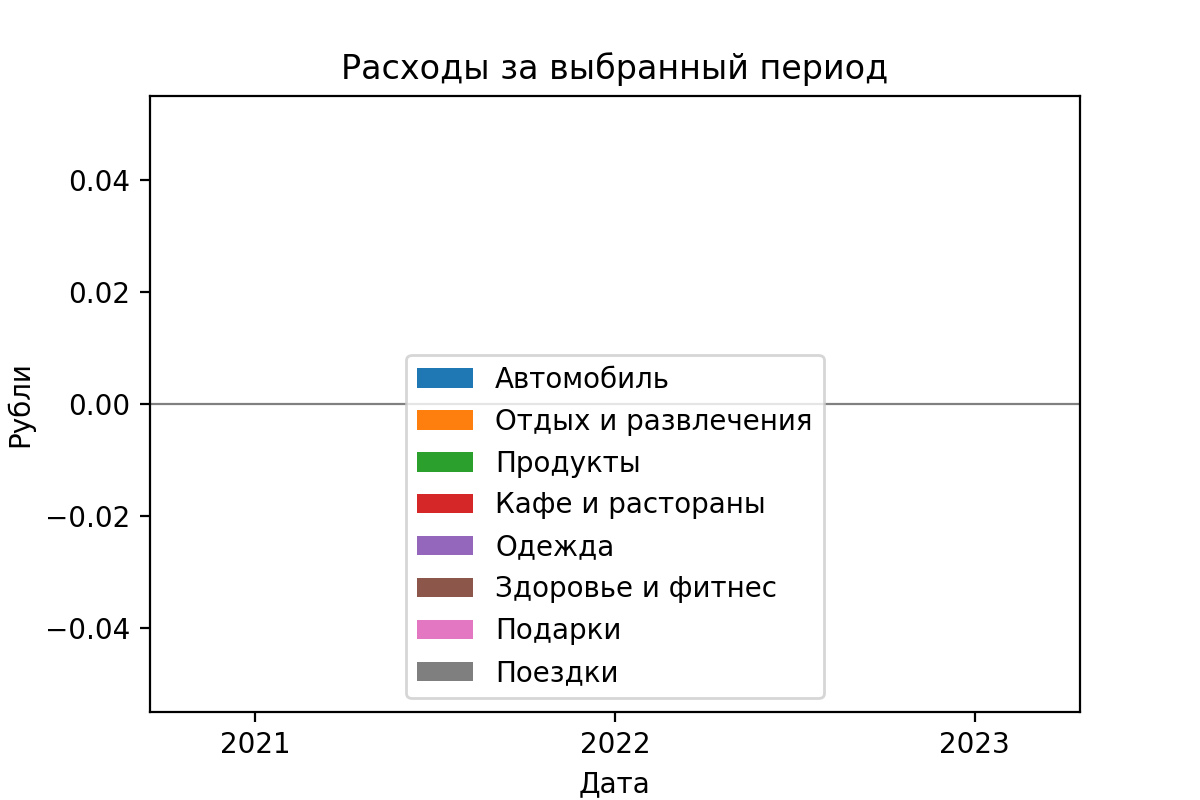 Расходы за выбранный период
0.04
0.02
0.00
−0.02
−0.04
Рубли
Автомобиль
Отдых и развлечения
Продукты
Кафе и растораны
Одежда
Здоровье и фитнес
Подарки
Поездки
2021 2022 2023
Дата